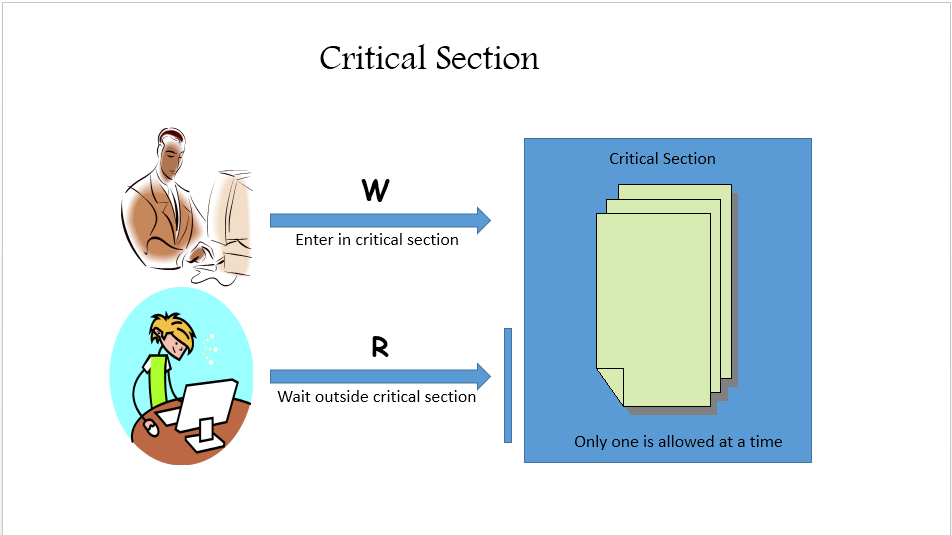 Critical Section
Critical Section
W
Enter in critical section
R
Wait outside critical section
Only one is allowed at a time